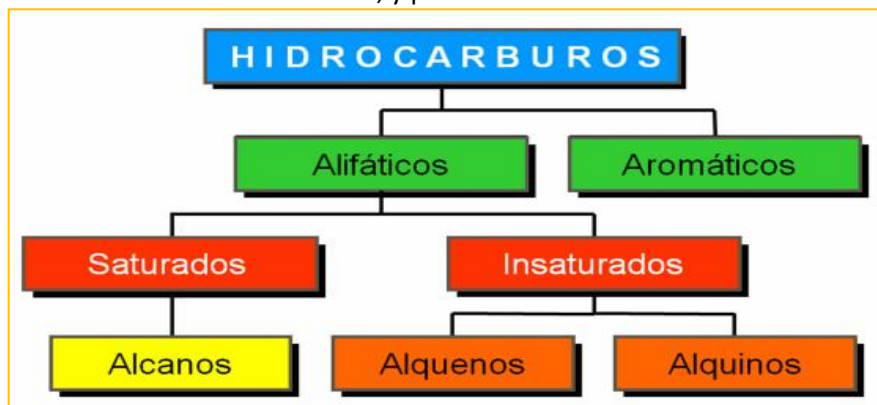 HIDROCARBUROS
Alifáticos
Aromáticos
Saturados
Insaturados
Alcanos
Alquenos
Alquinos